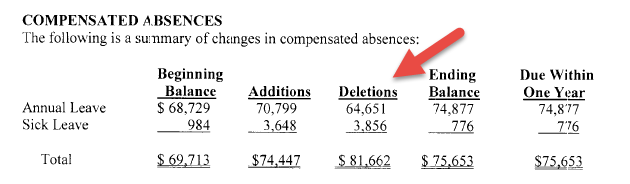 COMPENSATED ABSENCES
The following is a summary of changes in compensated absences:
Beginning Ending Due Within
Balance Additions Deletions Balance One Year
Annual Leave $ 68,729 70,799 64,651 74,877 74,877
Sick Leave 984 3,648 3,856 776 776
Total $ 69,713 $74,447 $ 81,662 $ 75,653 $75,653